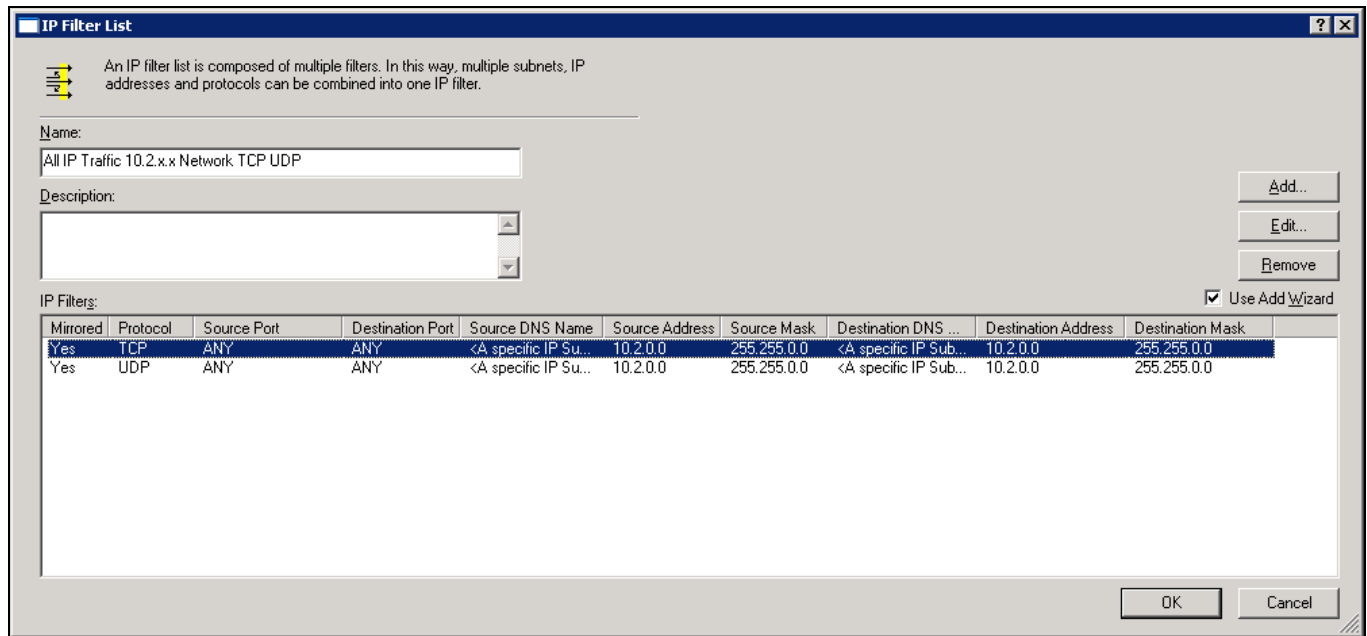 IP Filter List
An IP filter list is composed of multiple filters. In this way, multiple subnets, IP
addresses and protocols can be combined into one IP filter.
Name:
All IP Traffic 10.2.x.x Network TCP UDP
Description:
Add...
Edit...
Remove
IP Filters:
Use Add Wizard
Mirrored Protocol Source Port Destination Port Source DNS Name Source Address Source Mask Destination DNS ... Destination Address Destination Mask
Yes TCP ANY ANY <A specific IP Su... 10.2.0.0 255.255.0.0 <A specific IP Sub... 10.2.0.0 255.255.0.0
Yes UDP ANY ANY <A specific IP Su... 10.2.0.0 255.255.0.0 <A specific IP Sub... 10.2.0.0 255.255.0.0
OK Cancel